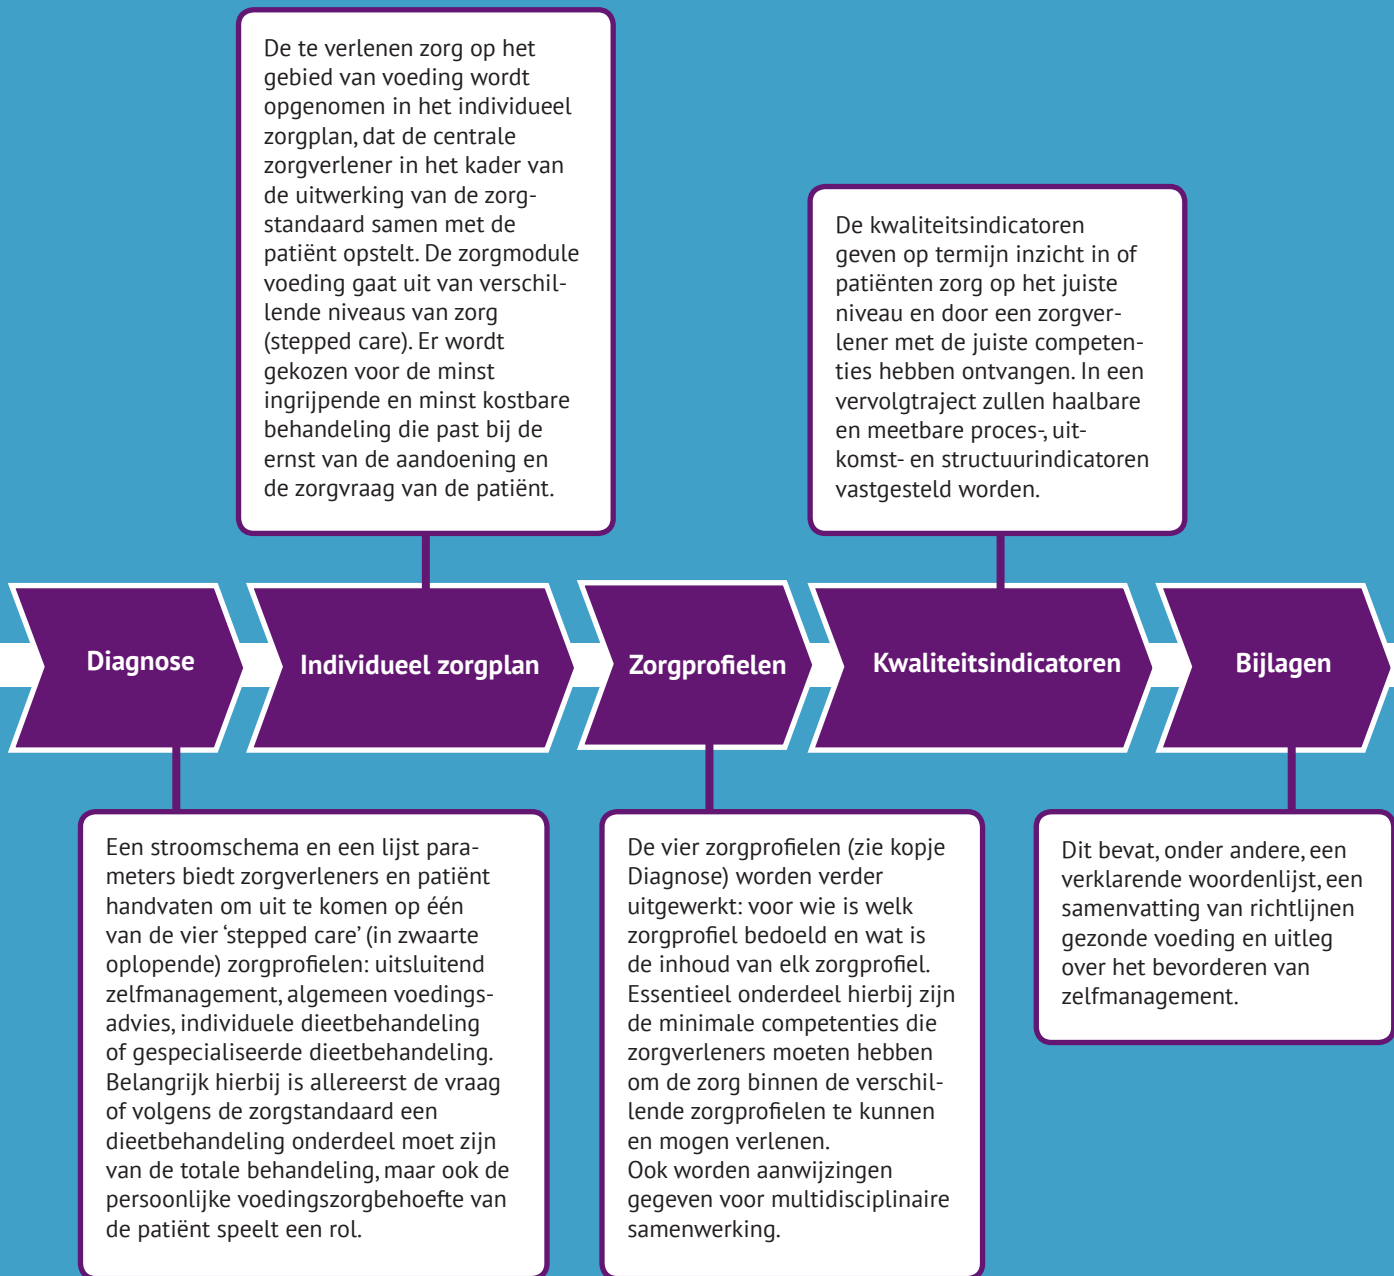 De te verlenen zorg op het
gebied van voeding wordt
opgenomen in het individueel
zorgplan, dat de centrale
zorgverlener in het kader van
de uitwerking van de zorg-
standaard samen met de
patiënt opstelt. De zorgmodule
voeding gaat uit van verschil-
lende niveaus van zorg
(stepped care). Er wordt
gekozen voor de minst
ingrijpende en minst kostbare
behandeling die past bij de
ernst van de aandoening en
de zorgvraag van de patiënt.
De kwaliteitsindicatoren
geven op termijn inzicht in of
patiënten zorg op het juiste
niveau en door een zorgver-
lener met de juiste competen-
ties hebben ontvangen. In een
vervolgtraject zullen haalbare
en meetbare proces-, uit-
komst- en structuurindicatoren
vastgesteld worden.
Diagnose
Individueel zorgplan
Zorgprofielen
Kwaliteitsindicatoren
Bijlagen
Een stroomschema en een lijst para-
meters biedt zorgverleners en patiënt
handvaten om uit te komen op één
van de vier ‘stepped care’ (in zwaarte
oplopende) zorgprofielen: uitsluitend
zelfmanagement, algemeen voedings-
advies, individuele dieetbehandeling
of gespecialiseerde dieetbehandeling.
Belangrijk hierbij is allereerst de vraag
of volgens de zorgstandaard een
dieetbehandeling onderdeel moet zijn
van de totale behandeling, maar ook de
persoonlijke voedingszorgbehoefte van
de patiënt speelt een rol.
De vier zorgprofielen (zie kopje
Diagnose) worden verder
uitgewerkt: voor wie is welk
zorgprofiel bedoeld en wat is
de inhoud van elk zorgprofiel.
Essentieel onderdeel hierbij zijn
de minimale competenties die
zorgverleners moeten hebben
om de zorg binnen de verschil-
lende zorgprofielen te kunnen
en mogen verlenen.
Ook worden aanwijzingen
gegeven voor multidisciplinaire
samenwerking.
Dit bevat, onder andere, een
verklarende woordenlijst, een
samenvatting van richtlijnen
gezonde voeding en uitleg
over het bevorderen van
zelfmanagement.